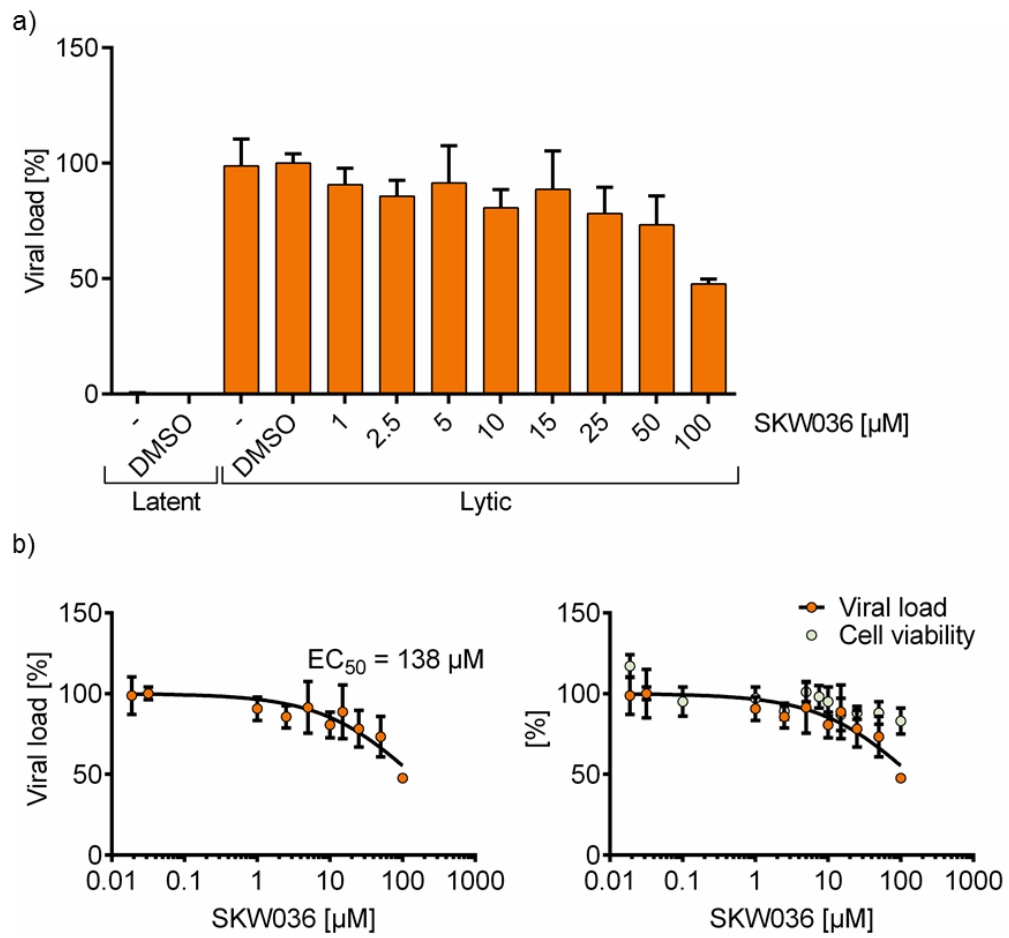 a)
150
100
50
0
Viral load [%]
-
DMSO
-
DMSO
1
2.5
5
10
15
25
50
100
SKW036 [µM]
Latent
Lytic
b)
150
100
50
0
Viral load [%]
EC50 = 138 µM
0.01 0.1 1 10 100 1000
SKW036 [µM]
Viral load
Cell viability
150
100
50
0
[%]
0.01 0.1 1 10 100 1000
SKW036 [µM]